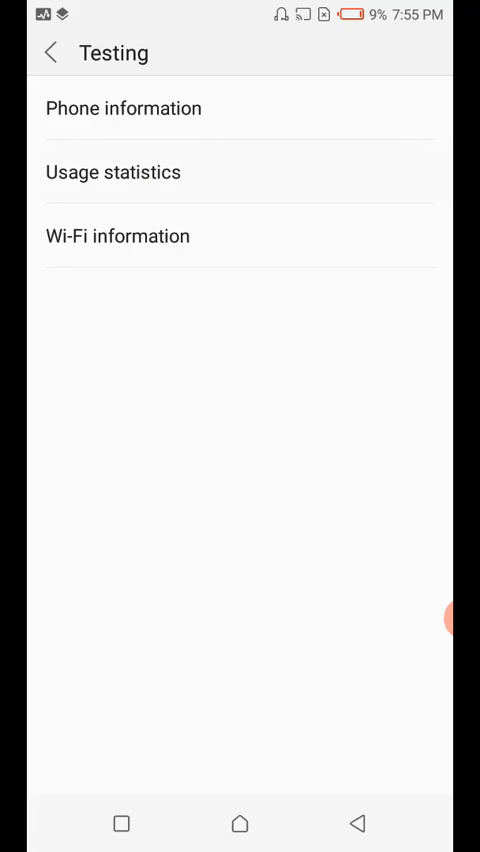 9% 7:55 PM
Testing
Phone information
Usage statistics
Wi-Fi information